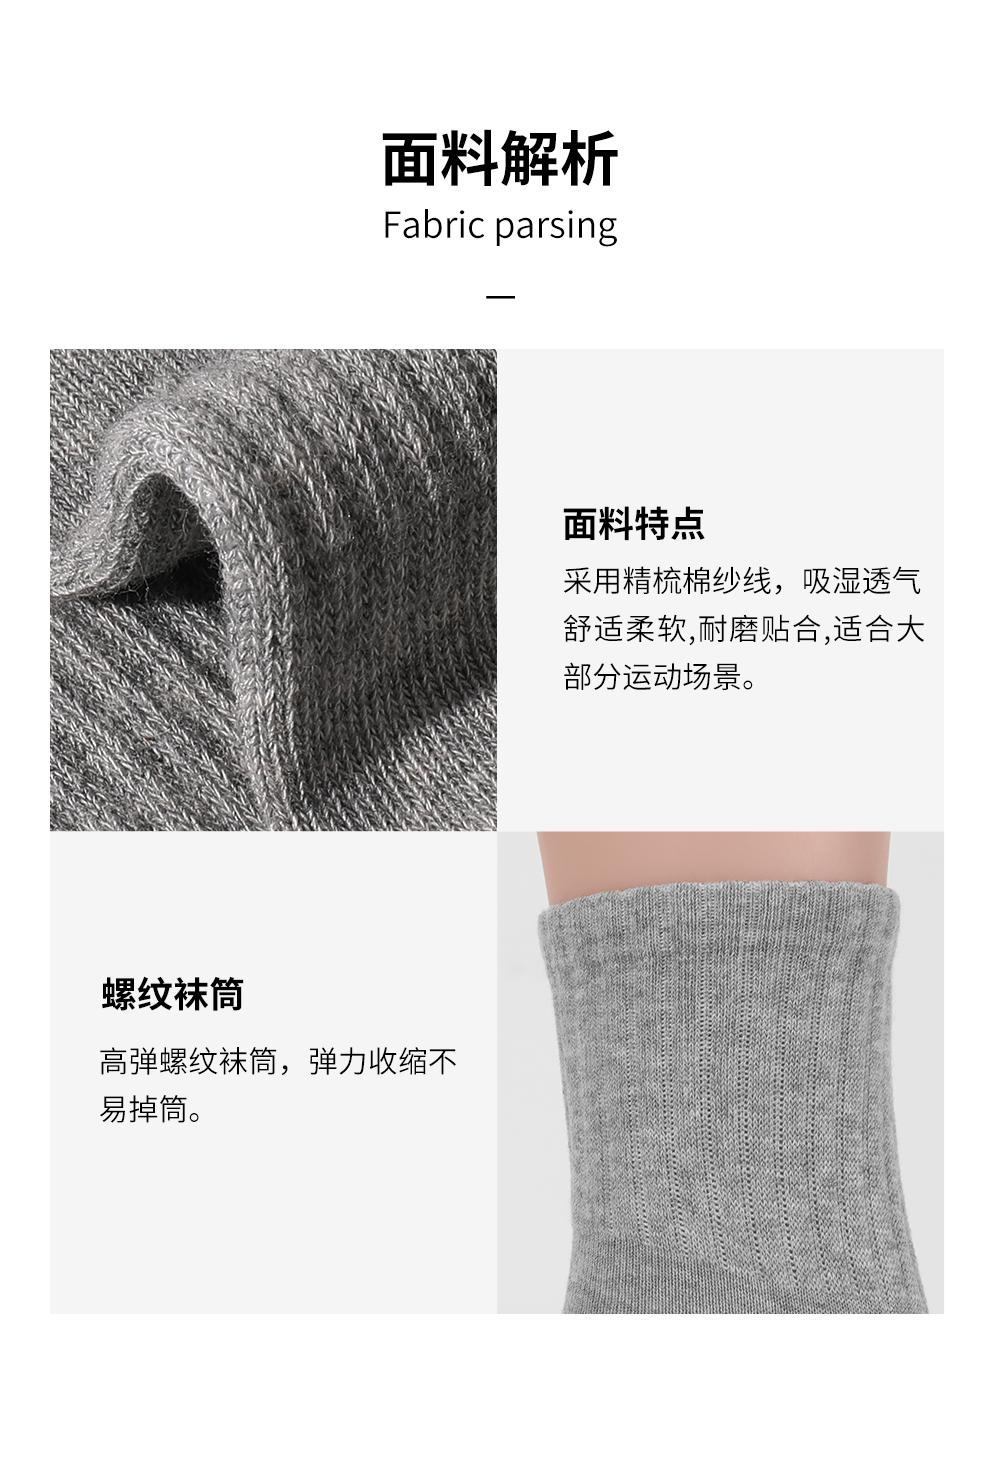 面料解析
Fabric parsing
面料特点
采用精梳棉纱线，吸湿透气
舒适柔软,耐磨贴合,适合大
部分运动场景。
螺纹袜筒
高弹螺纹袜筒，弹力收缩不
易掉筒。